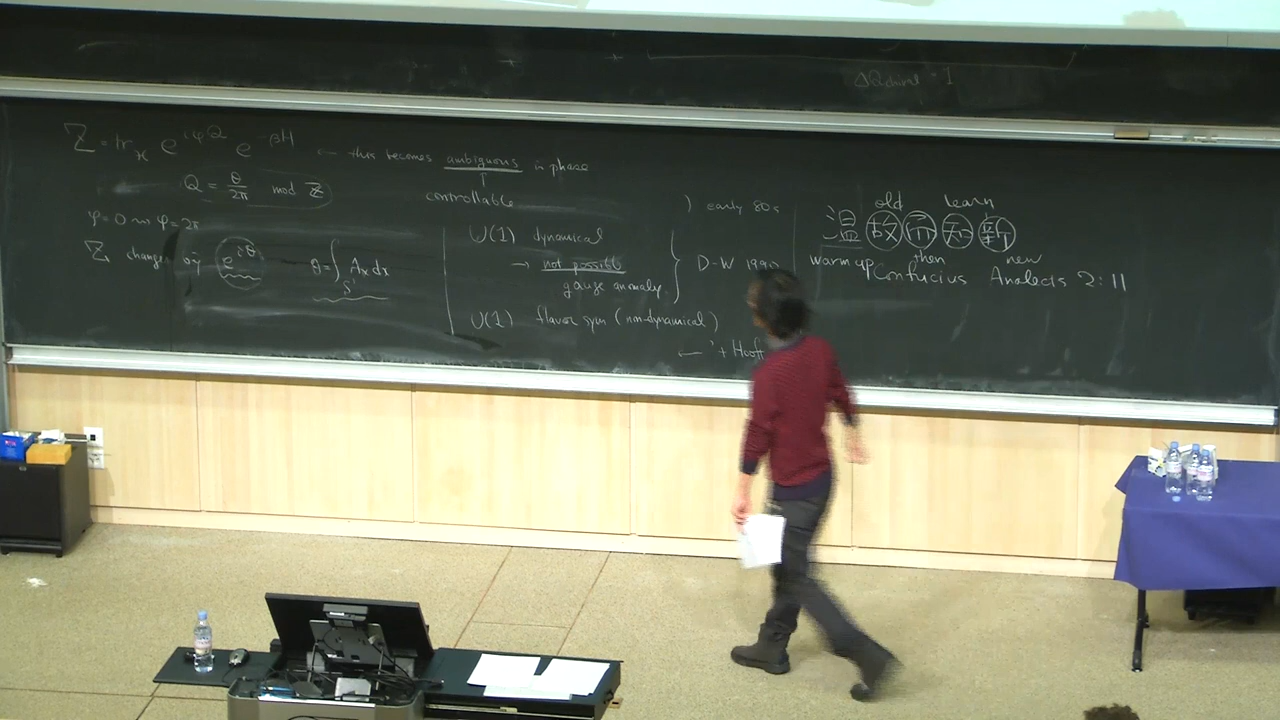 ΔQchiral = 1
Z = tr_H e^{iφQ} e^{-βH} ← this becomes ambiguous in phase
↑
controllable
Q = θ/2π mod Z
φ=0 ~> φ=2π
Z changes by e^{iθ} θ=∫_{S^1} A_x dx
U(1) dynamical
→ not possible
gauge anomaly.
U(1) flavor sym (non-dynamical)
← 't Hooft
) early 80s
} D-W 1990
old learn
温故而知新
warm up then new
Confucius Analects 2:11